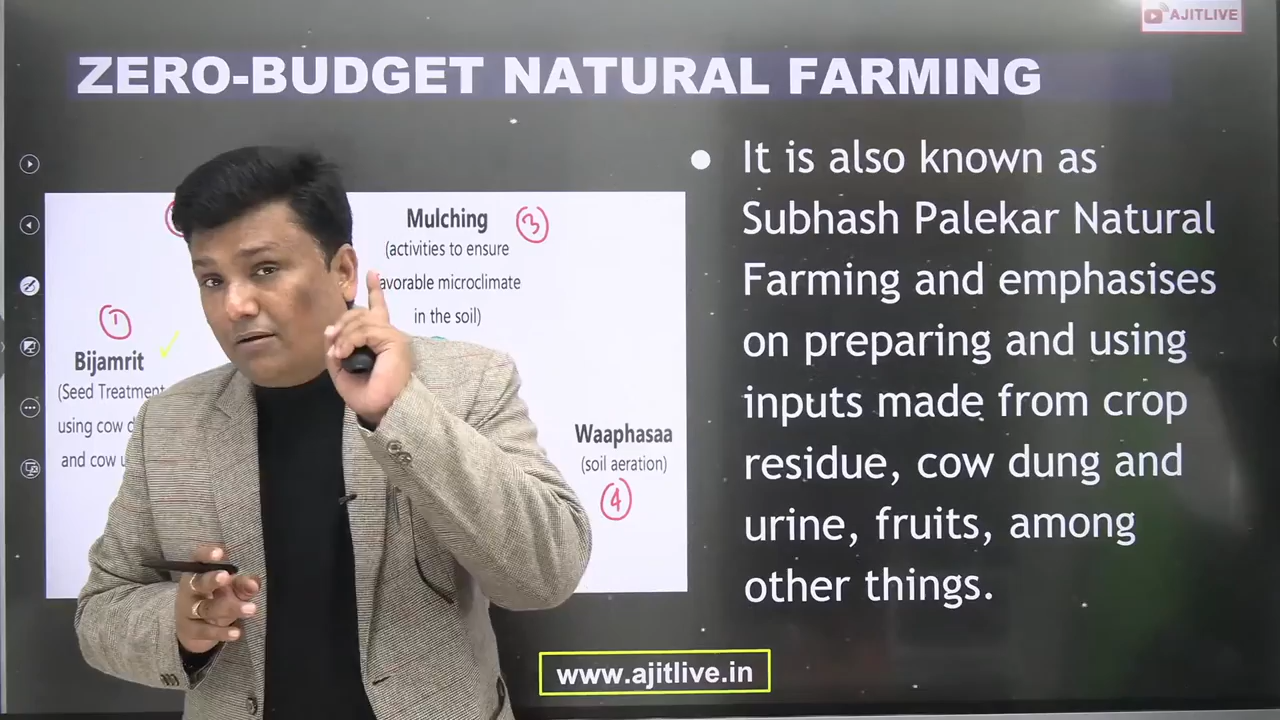 AJITLIVE
ZERO-BUDGET NATURAL FARMING
Mulching 3
(activities to ensure
favorable microclimate
in the soil)
1
Bijamrit
(Seed Treatment
using cow
and cow
Waaphasaa
(soil aeration)
4
It is also known as
Subhash Palekar Natural
Farming and emphasises
on preparing and using
inputs made from crop
residue, cow dung and
urine, fruits, among
other things.
www.ajitlive.in